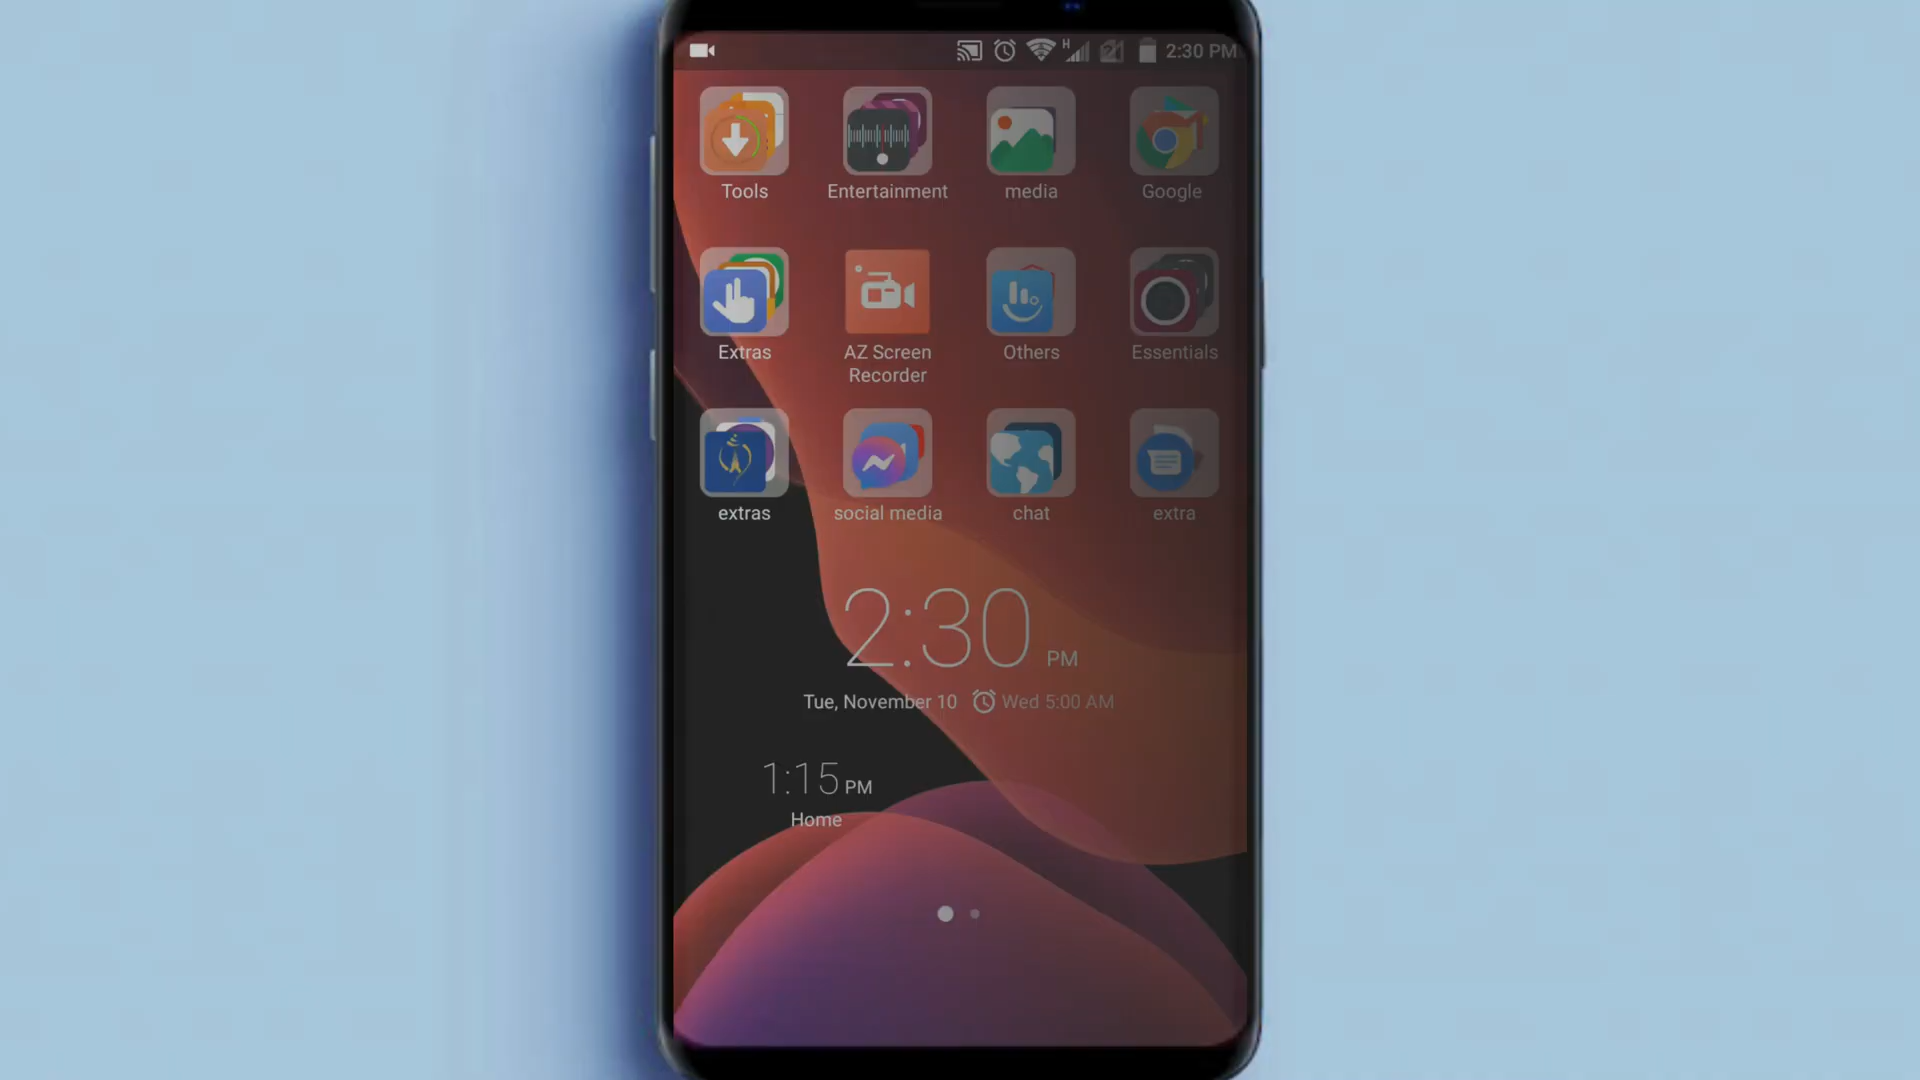 H 2:30 PM
Tools Entertainment media Google
Extras AZ Screen Recorder Others Essentials
extras social media chat extra
2:30 PM
Tue, November 10 Wed 5:00 AM
1:15 PM
Home